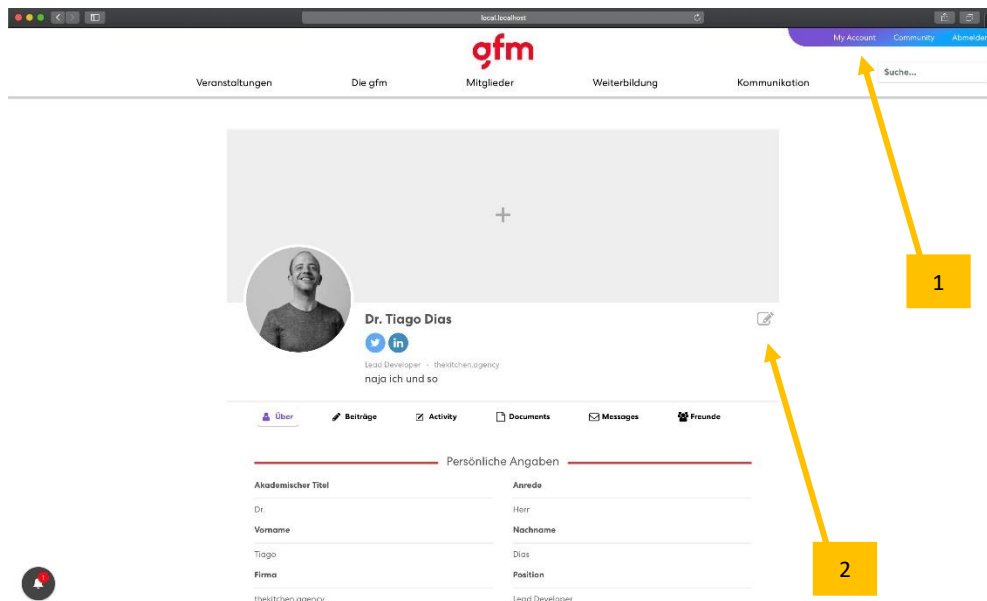 local.localhost
My Account Community Abmelden
gfm
Suche...
Veranstaltungen Die gfm Mitglieder Weiterbildung Kommunikation
+
1
Dr. Tiago Dias
in
Lead Developer • thekitchen.agency
naja ich und so
Über Beiträge Activity Documents Messages Freunde
Persönliche Angaben
Akademischer Titel Anrede
Dr. Herr
Vorname Nachname
Tiago Dias
2
Firma Position
1
thekitchen.agency Lead Developer